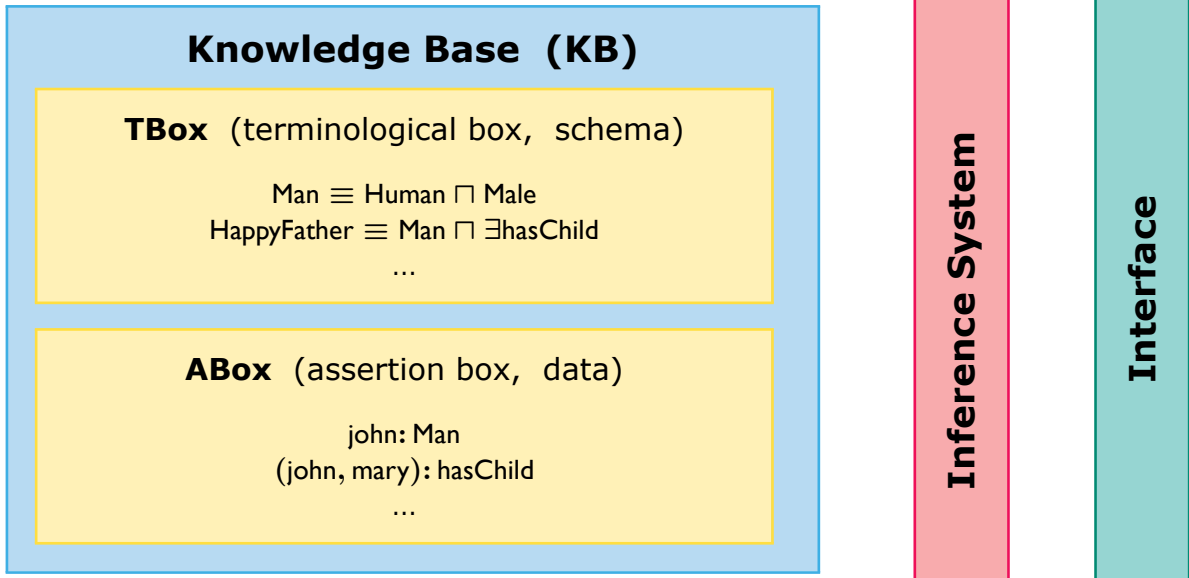 Knowledge Base (KB)
TBox (terminological box, schema)
Man ≡ Human ⊓ Male
HappyFather ≡ Man ⊓ ∃hasChild
...
ABox (assertion box, data)
john: Man
(john, mary): hasChild
...
Inference System
Interface